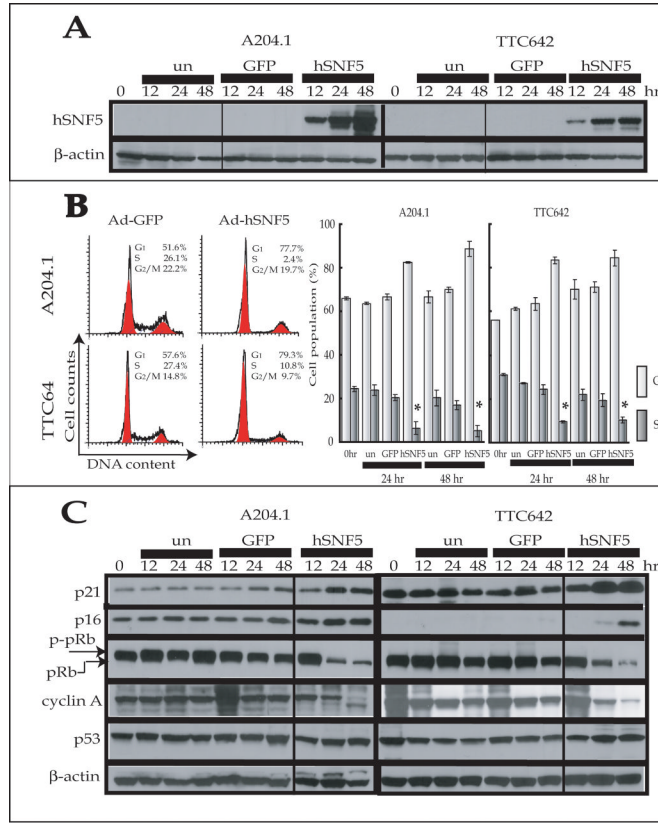 A
A204.1
TTC642
un
GFP
hSNF5
un
GFP
hSNF5
0 12 24 48 12 24 48 12 24 48 0 12 24 48 12 24 48 12 24 48 hr
hSNF5
β-actin
B
Ad-GFP
Ad-hSNF5
A204.1
G1 51.6%
S 26.1%
G2/M 22.2%
G1 77.7%
S 2.4%
G2/M 19.7%
TTC64
G1 57.6%
S 27.4%
G2/M 14.8%
G1 79.3%
S 10.8%
G2/M 9.7%
Cell counts
DNA content
A204.1
TTC642
Cell population (%)
100
80
60
40
20
0
* * * *
0hr un GFP hSNF5 un GFP hSNF5 0hr un GFP hSNF5 un GFP hSNF5
24 hr 48 hr 24 hr 48 hr
S
C
A204.1
TTC642
un
GFP
hSNF5
un
GFP
hSNF5
0 12 24 48 12 24 48 12 24 48 0 12 24 48 12 24 48 12 24 48 hr
p21
p16
p-pRb
pRb
cyclin A
p53
β-actin